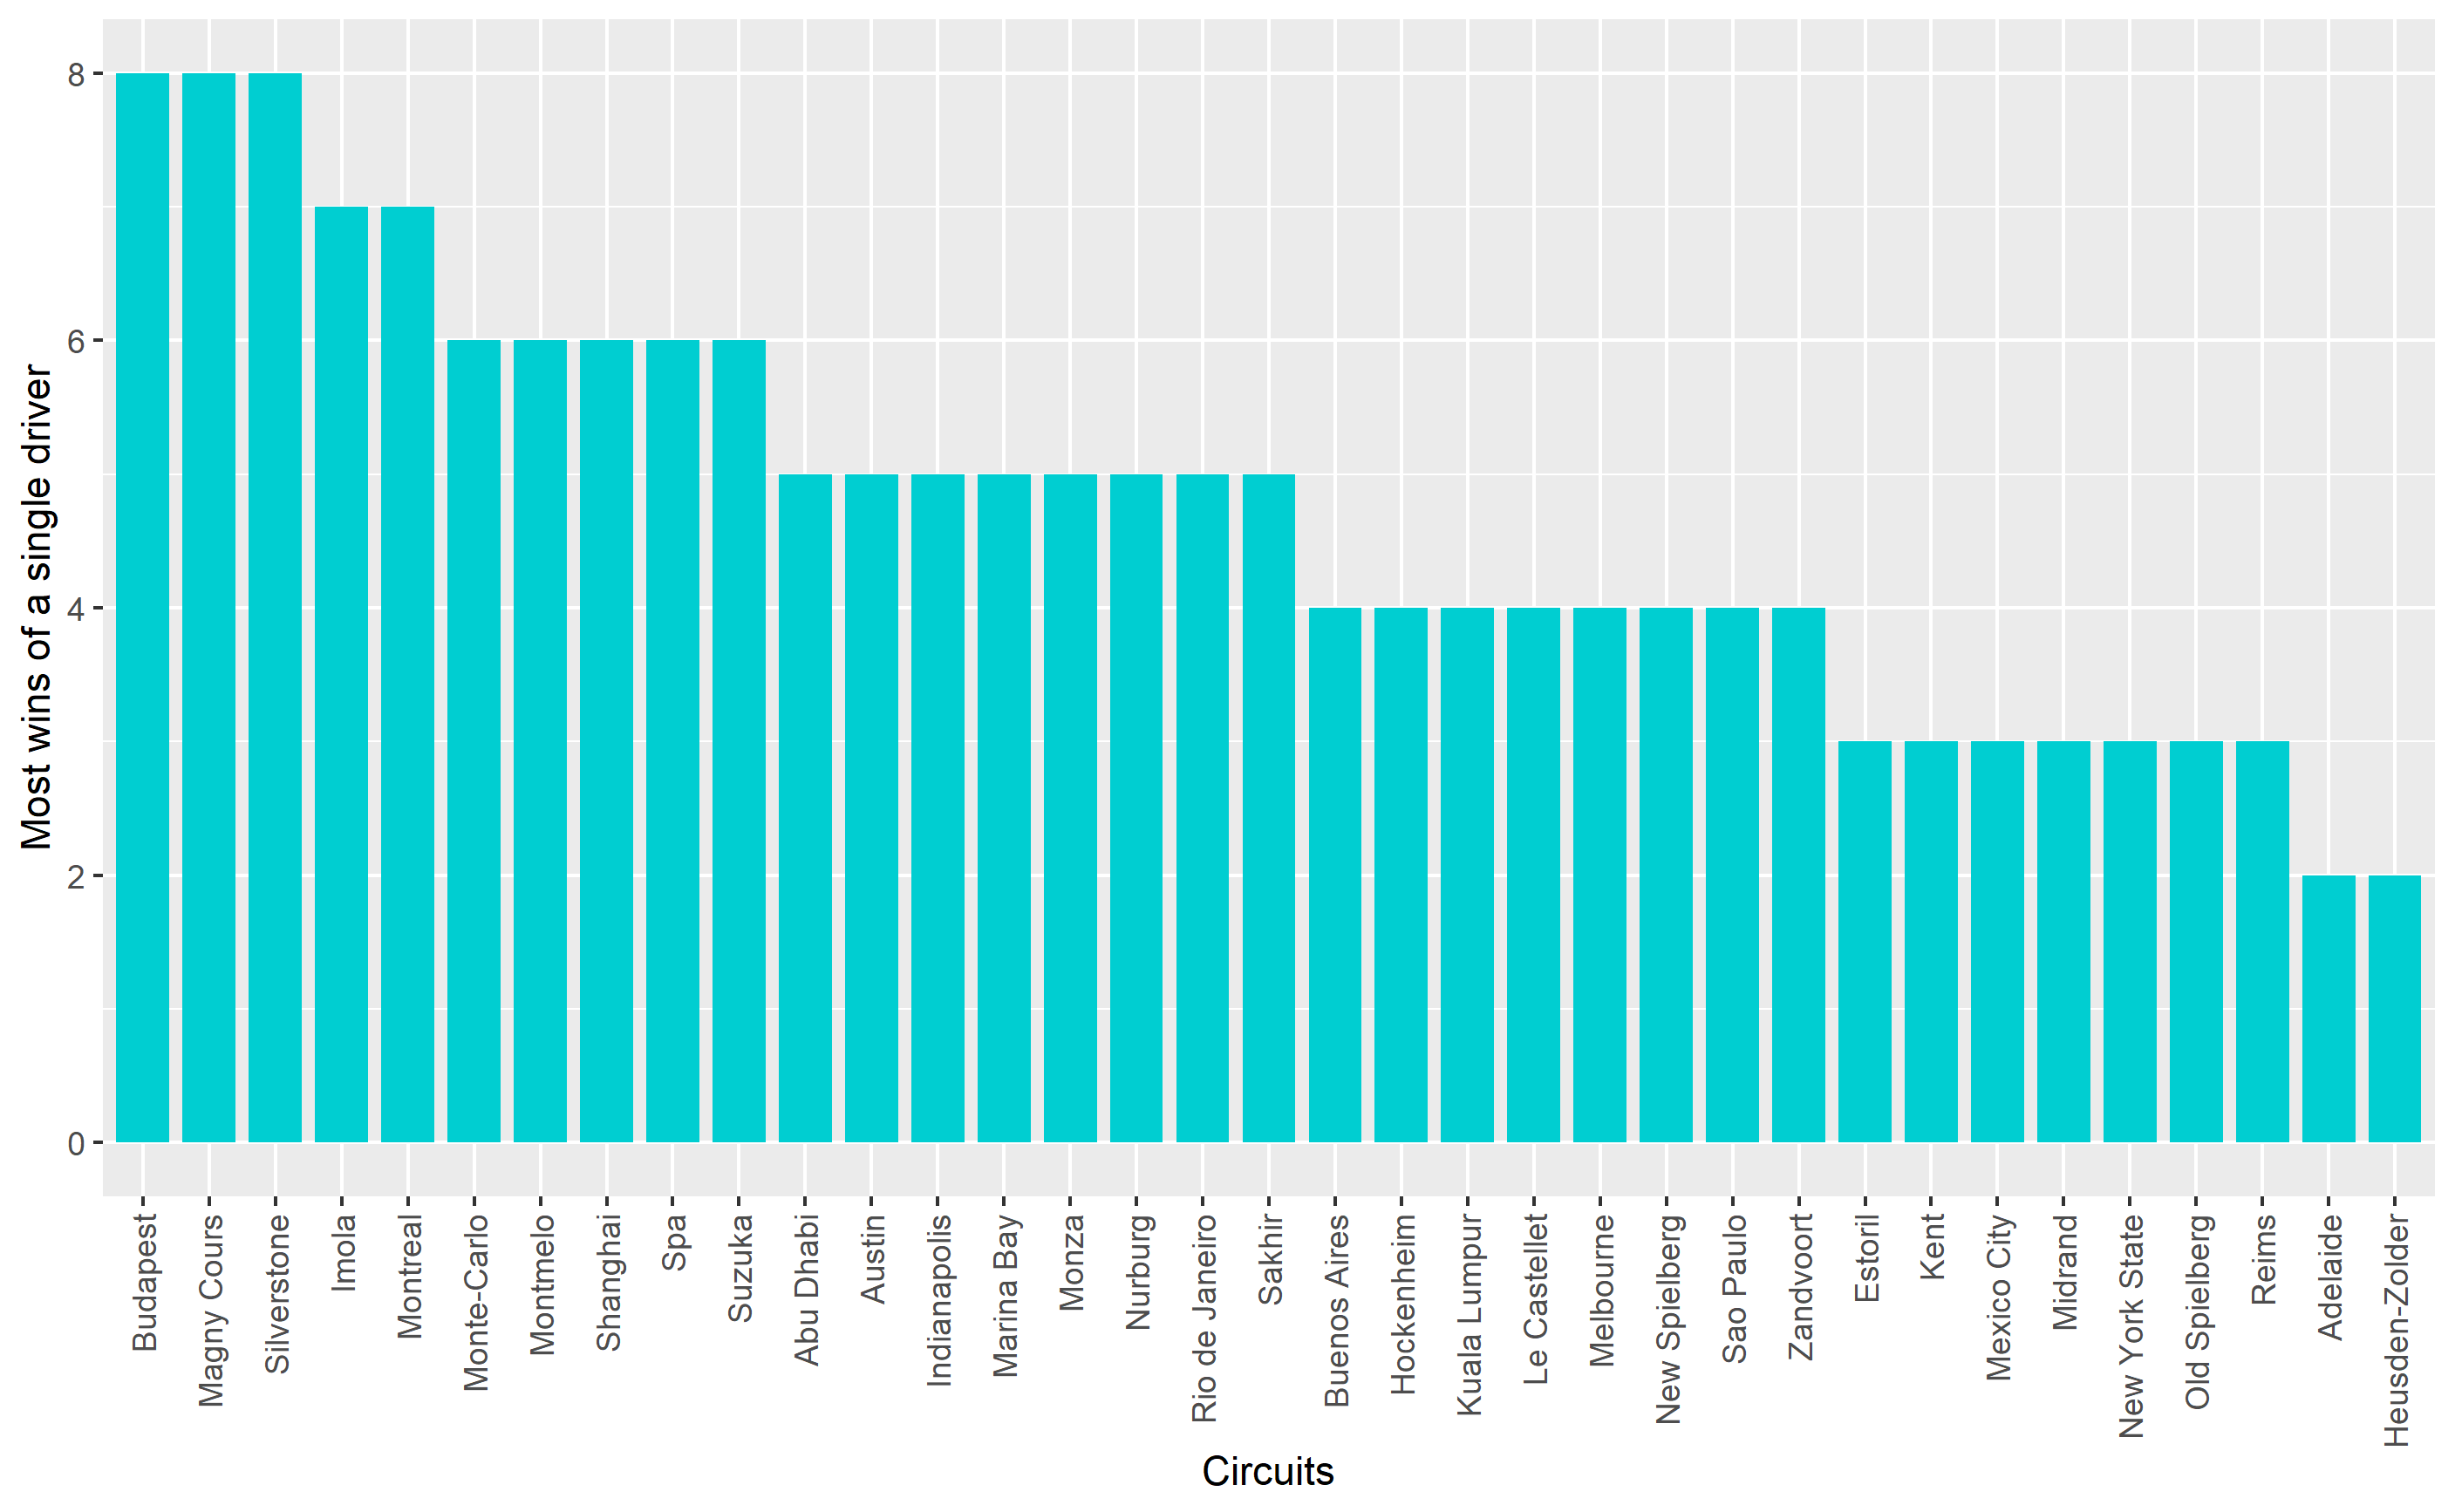 Most wins of a single driver
8
6
4
2
0
Budapest
Magny Cours
Silverstone
Imola
Montreal
Monte-Carlo
Montmelo
Shanghai
Spa
Suzuka
Abu Dhabi
Austin
Indianapolis
Marina Bay
Monza
Nurburg
Rio de Janeiro
Sakhir
Buenos Aires
Hockenheim
Kuala Lumpur
Le Castellet
Melbourne
New Spielberg
Sao Paulo
Zandvoort
Estoril
Kent
Mexico City
Midrand
New York State
Old Spielberg
Reims
Adelaide
Heusden-Zolder
Circuits